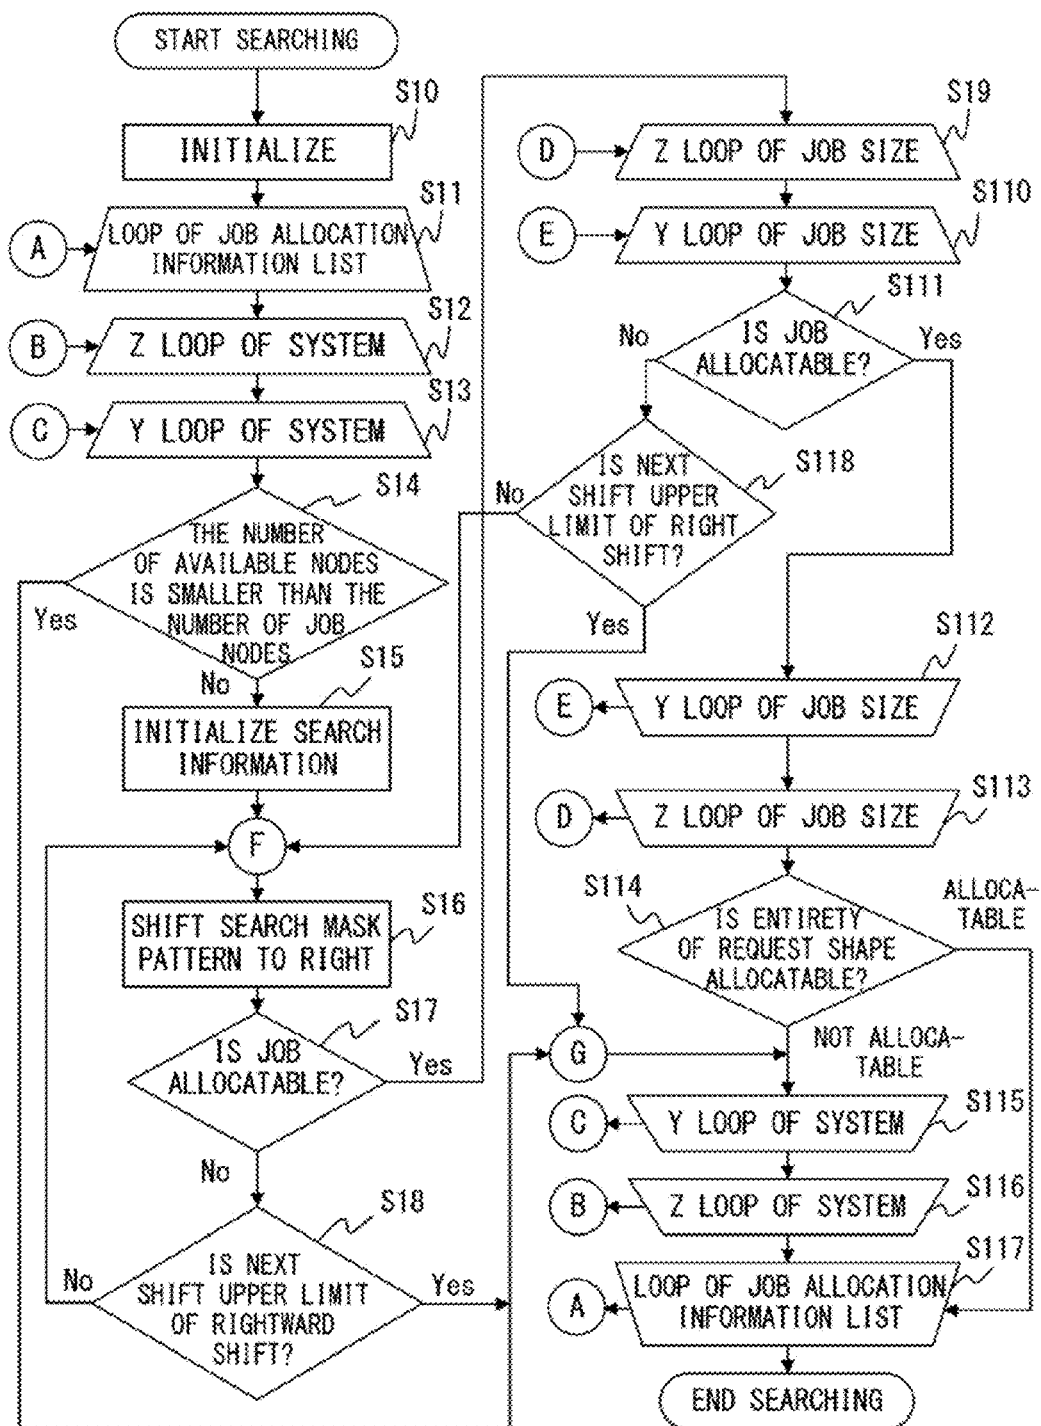 START SEARCHING
S10
INITIALIZE
S11
A
LOOP OF JOB ALLOCATION
INFORMATION LIST
S12
B
Z LOOP OF SYSTEM
S13
C
Y LOOP OF SYSTEM
S14
THE NUMBER
OF AVAILABLE NODES
IS SMALLER THAN THE
NUMBER OF JOB
NODES
Yes
No
S15
INITIALIZE SEARCH
INFORMATION
F
S16
SHIFT SEARCH MASK
PATTERN TO RIGHT
S17
IS JOB
ALLOCATABLE?
Yes
No
S18
IS NEXT
SHIFT UPPER LIMIT
OF RIGHTWARD
SHIFT?
No
Yes
S19
D
Z LOOP OF JOB SIZE
S110
E
Y LOOP OF JOB SIZE
S111
IS JOB
ALLOCATABLE?
No
Yes
S118
IS NEXT
SHIFT UPPER
LIMIT OF RIGHT
SHIFT?
No
Yes
S112
E
Y LOOP OF JOB SIZE
S113
D
Z LOOP OF JOB SIZE
S114
IS ENTIRETY
OF REQUEST SHAPE
ALLOCATABLE?
ALLOCA-
TABLE
NOT ALLOCA-
TABLE
G
S115
C
Y LOOP OF SYSTEM
S116
B
Z LOOP OF SYSTEM
S117
A
LOOP OF JOB ALLOCATION
INFORMATION LIST
END SEARCHING